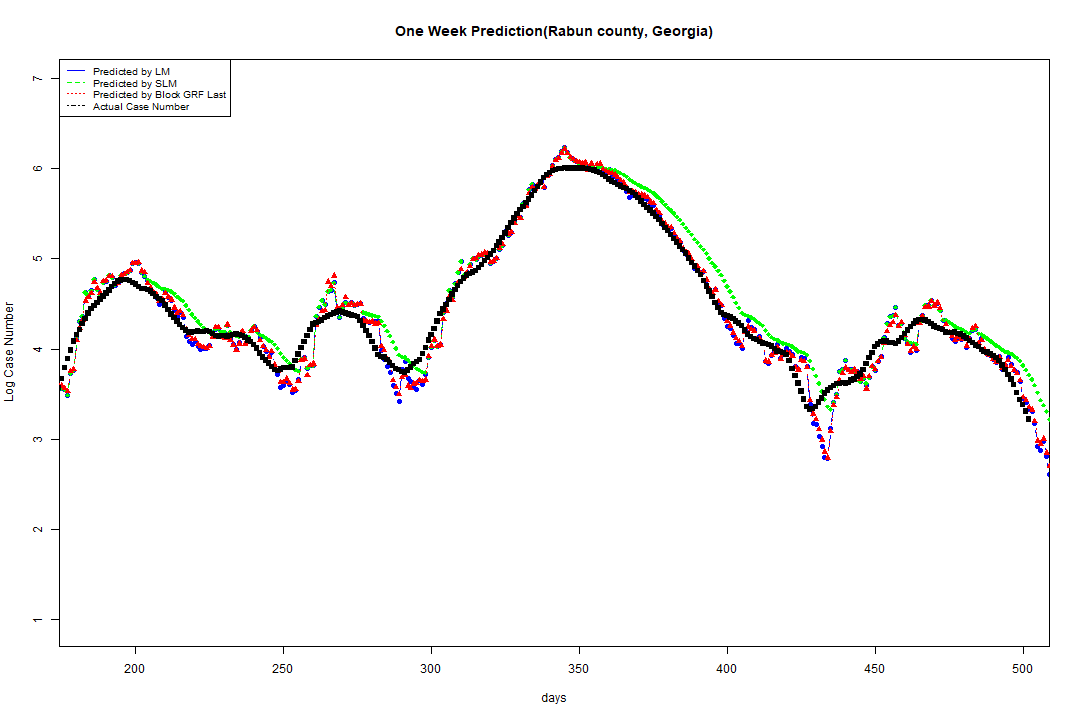 One Week Prediction(Rabun county, Georgia)
Predicted by LM
Predicted by SLM
Predicted by Block GRF Last
Actual Case Number
Log Case Number
7
6
5
4
3
2
1
200 250 300 350 400 450 500
days